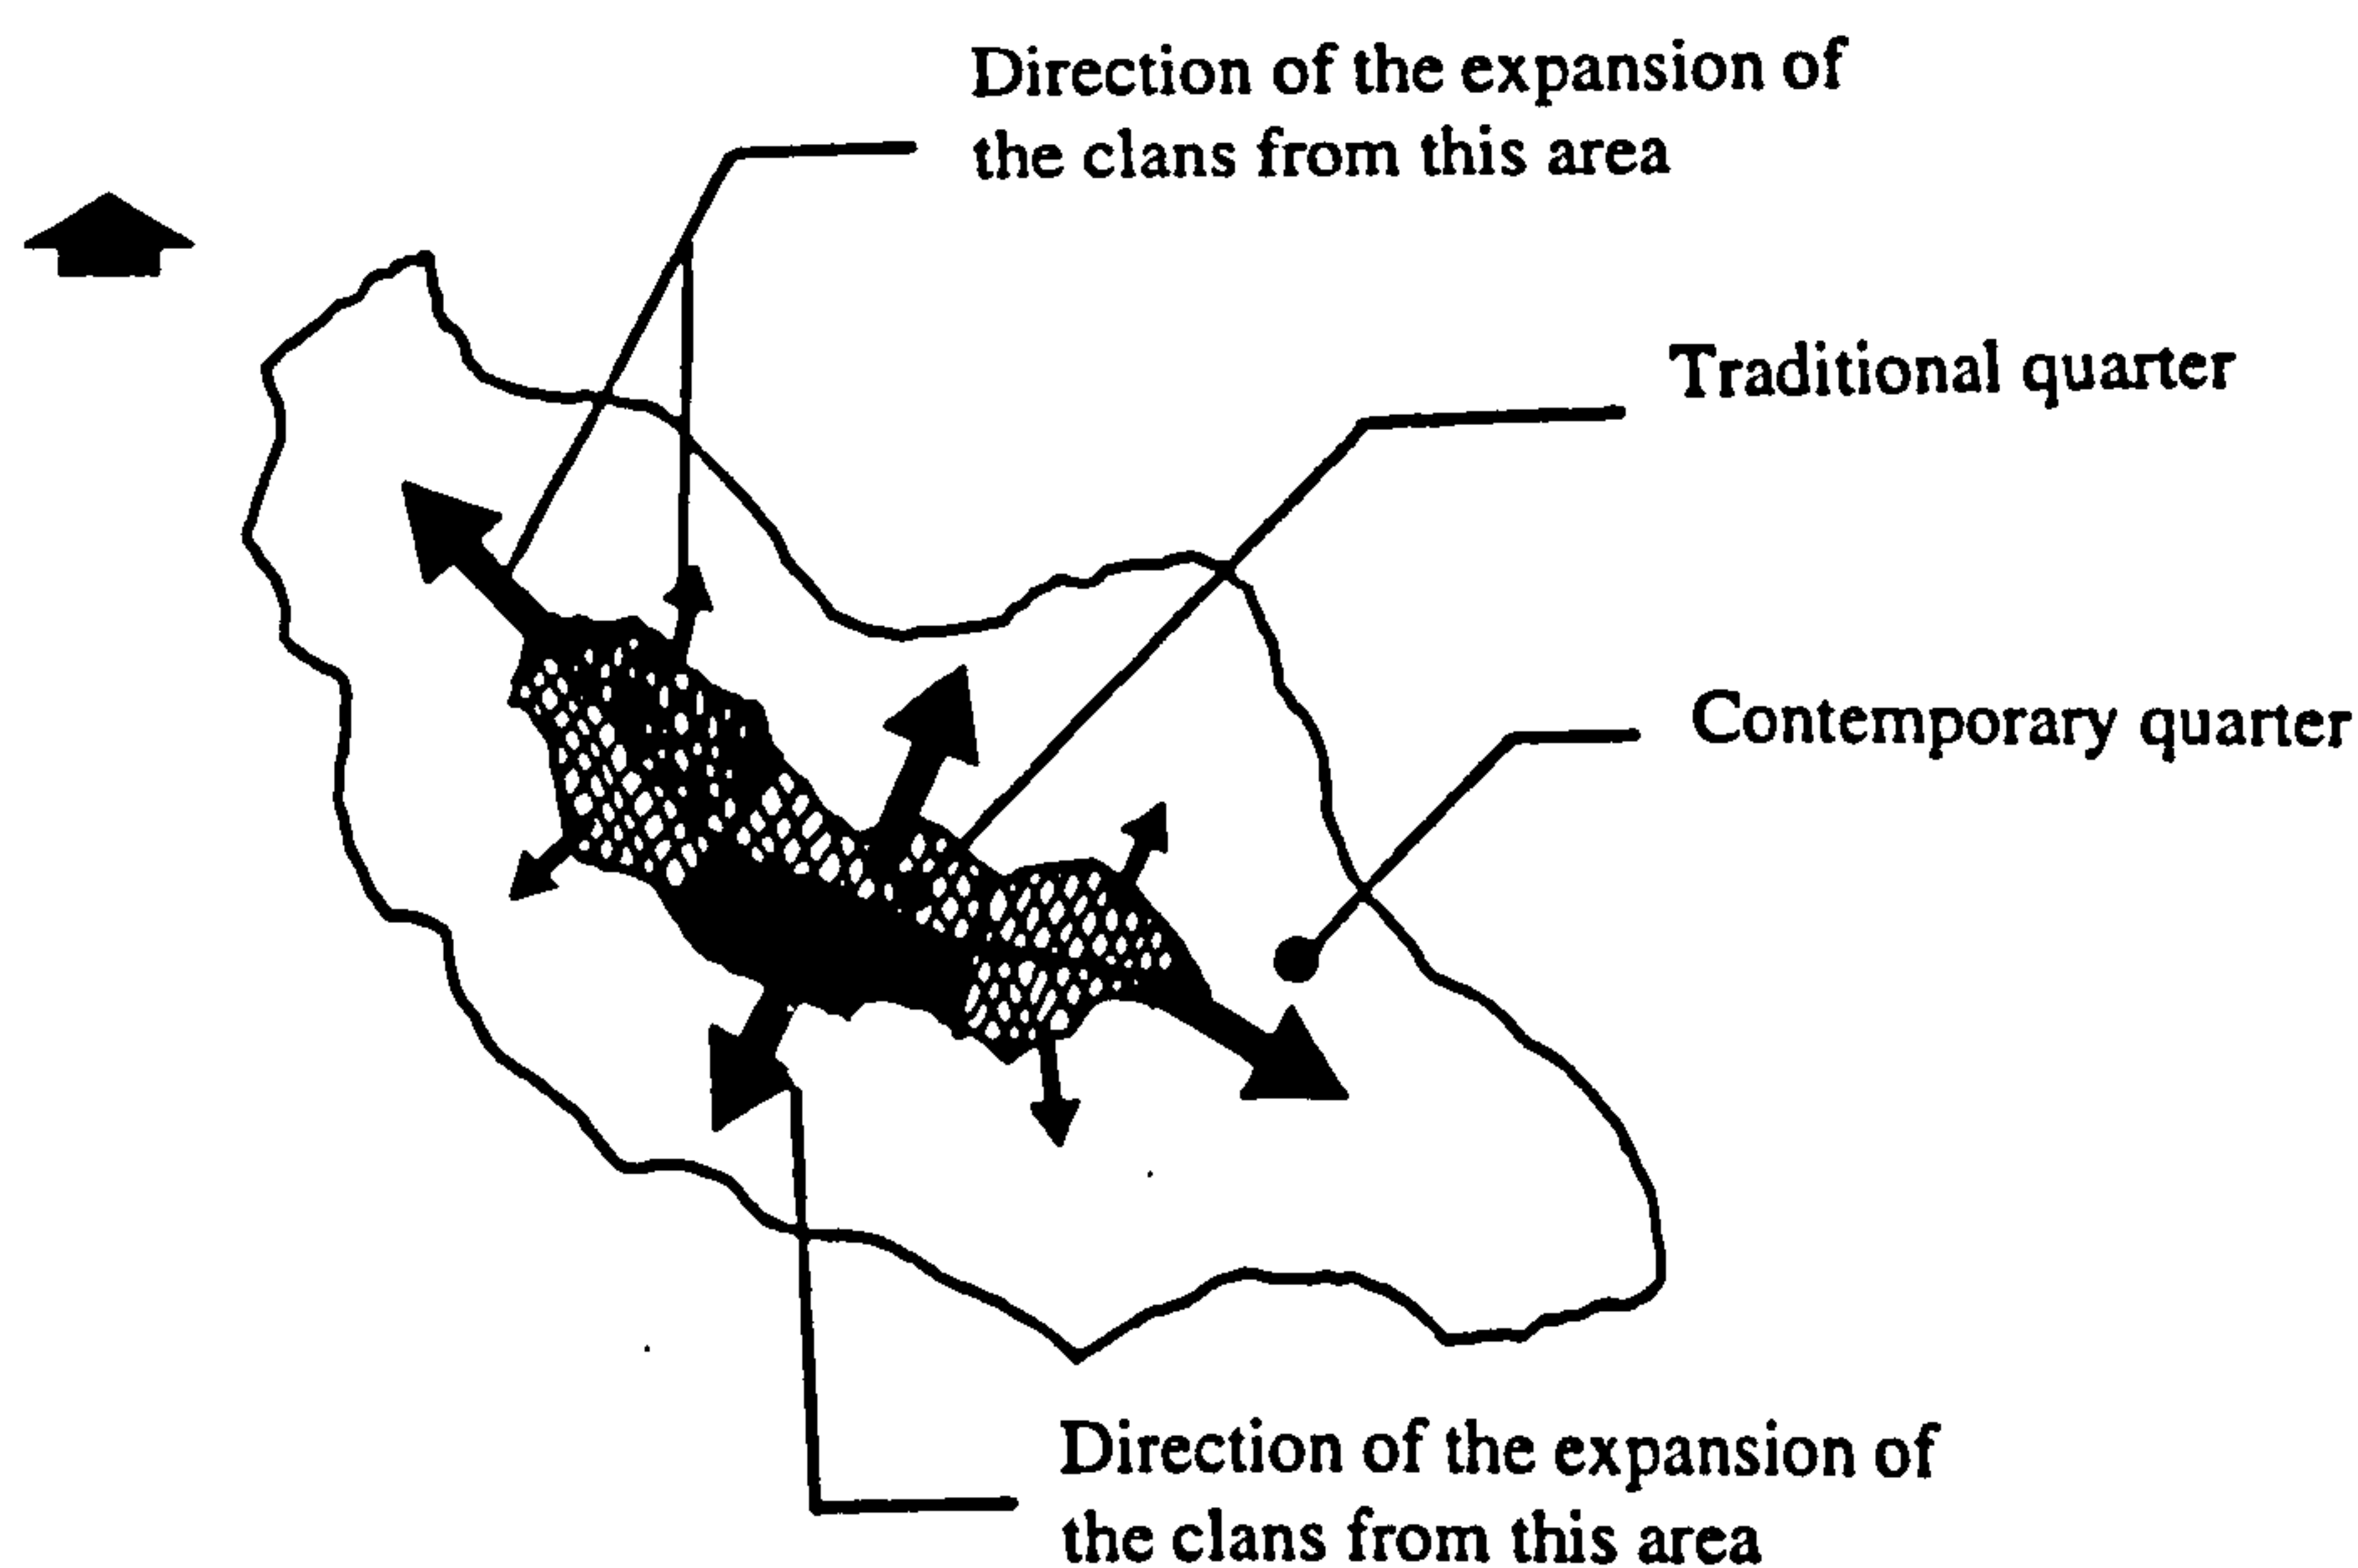 Direction of the expansion of
the clans from this area
Traditional quarter
Contemporary quarter
Direction of the expansion of
the clans from this area